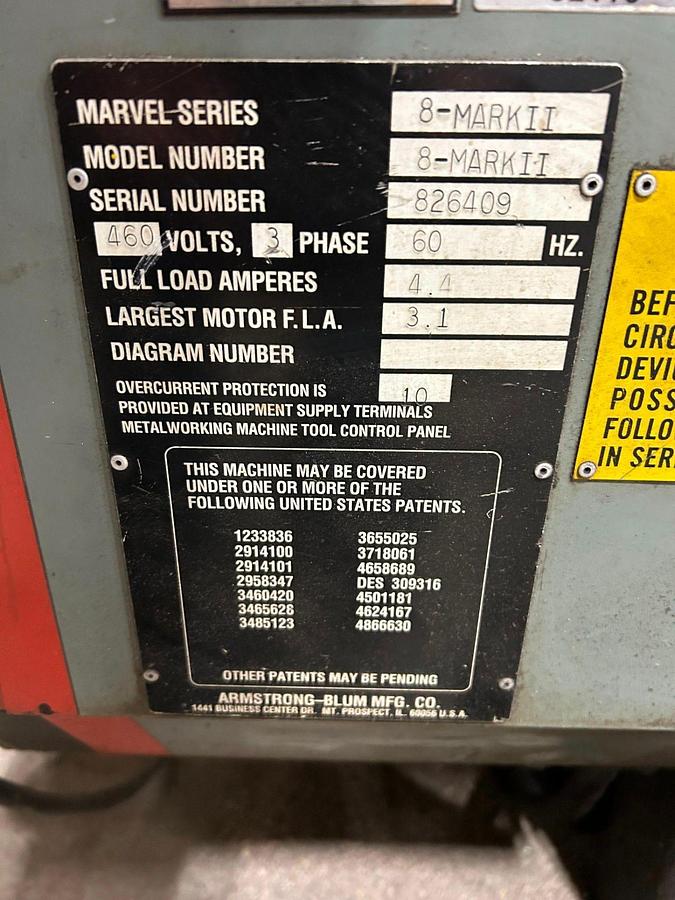 MARVEL SERIES 8-MARKII
MODEL NUMBER 8-MARKII
SERIAL NUMBER 826409
460 VOLTS, 3 PHASE 60 HZ.
FULL LOAD AMPERES 4.4
LARGEST MOTOR F.L.A. 3.1
DIAGRAM NUMBER
OVERCURRENT PROTECTION IS 10
PROVIDED AT EQUIPMENT SUPPLY TERMINALS
METALWORKING MACHINE TOOL CONTROL PANEL
THIS MACHINE MAY BE COVERED
UNDER ONE OR MORE OF THE
FOLLOWING UNITED STATES PATENTS.
1233836 3655025
2914100 3718061
2914101 4658689
2958347 DES 309316
3460420 4501181
3465628 4624167
3485123 4866630
OTHER PATENTS MAY BE PENDING
ARMSTRONG-BLUM MFG. CO.
1441 BUSINESS CENTER DR. MT. PROSPECT, IL. 60056 U.S.A.
BEF
CIRC
DEVI
POSS
FOLLO
IN SER